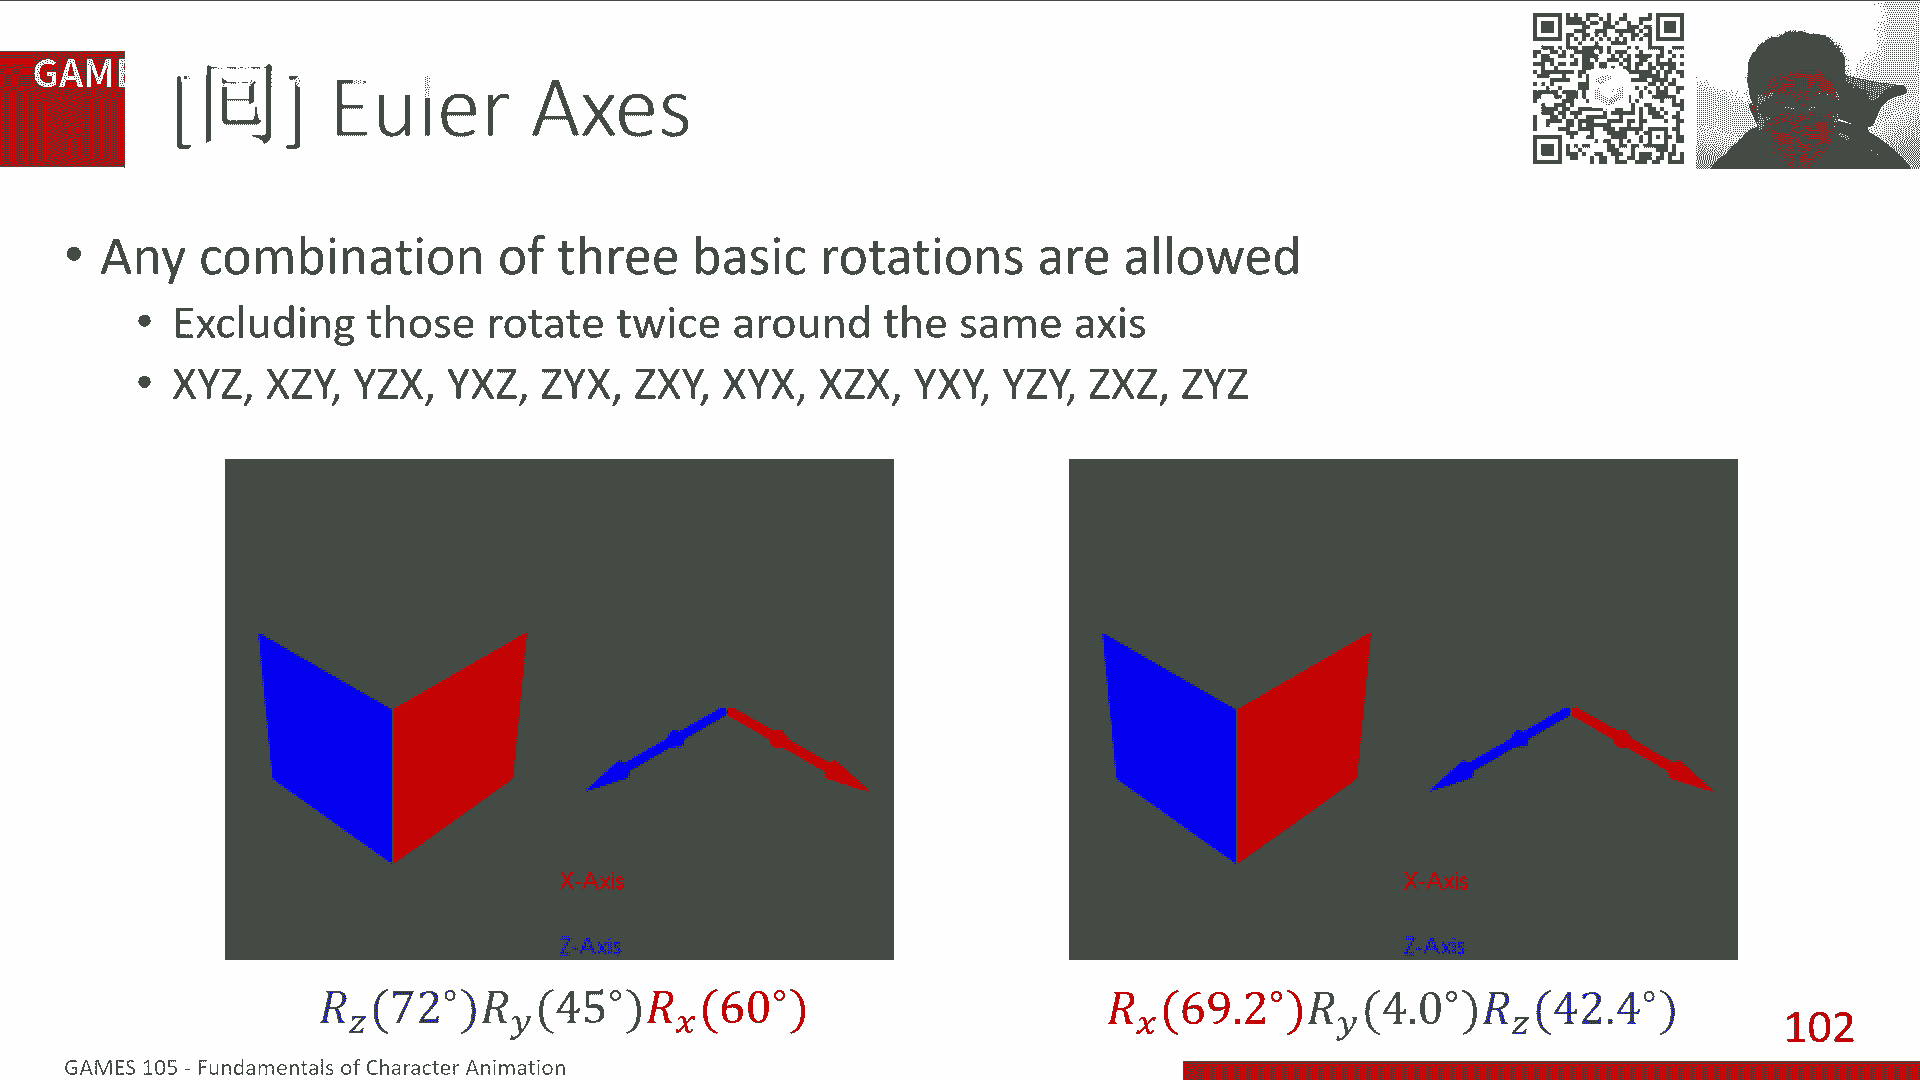 GAME
[回] Euler Axes
• Any combination of three basic rotations are allowed
• Excluding those rotate twice around the same axis
• XYZ, XZY, YZX, YXZ, ZYX, ZXY, XYX, XZX, YXY, YZY, ZXZ, ZYZ
X-Axis
Z-Axis
X-Axis
Z-Axis
R_z(72°)R_y(45°)R_x(60°)
R_x(69.2°)R_y(4.0°)R_z(42.4°)
102
GAMES 105 - Fundamentals of Character Animation